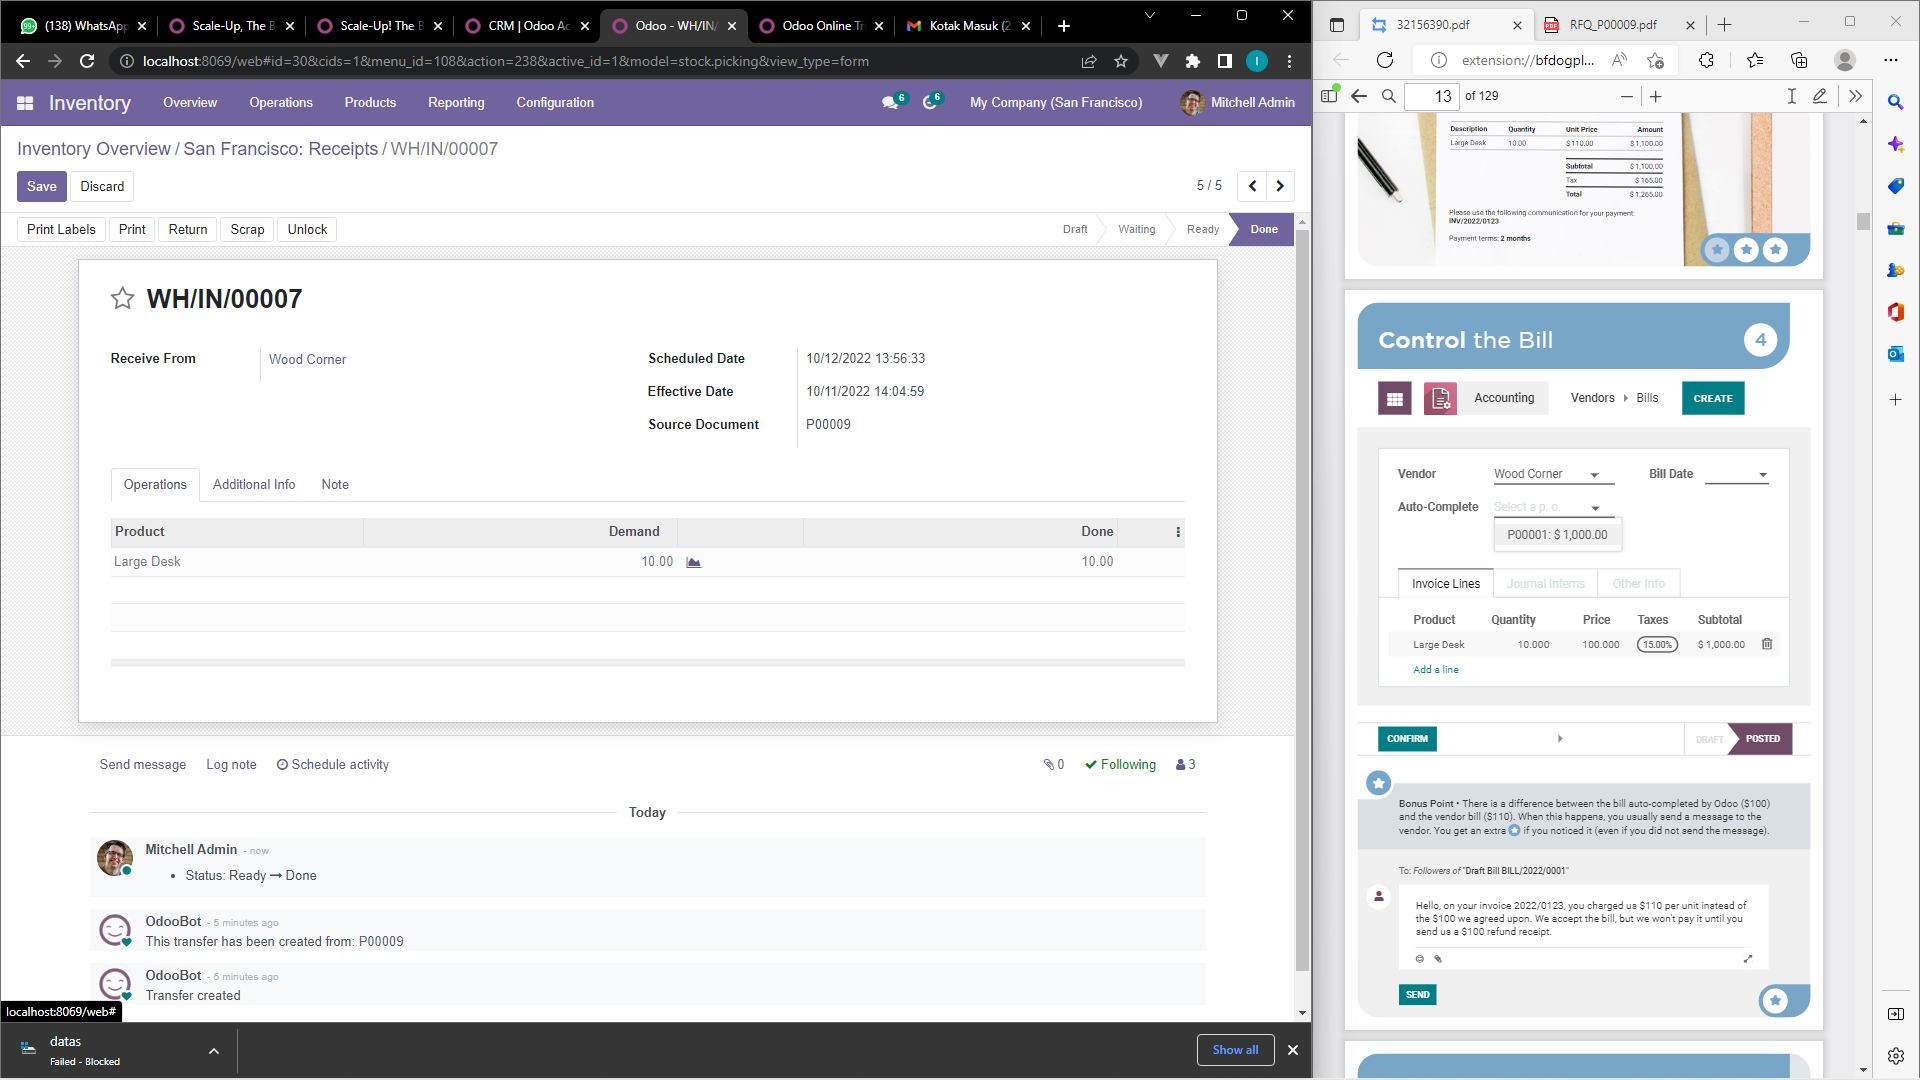 (138) WhatsApp
Scale-Up, The B
Scale-Up! The B
CRM | Odoo Ac
Odoo - WH/IN/
Odoo Online Tr
Kotak Masuk (2
localhost:8069/web#id=30&cids=1&menu_id=108&action=238&active_id=1&model=stock.picking&view_type=form
I
Inventory
Overview
Operations
Products
Reporting
Configuration
6
6
My Company (San Francisco)
Mitchell Admin
Inventory Overview / San Francisco: Receipts / WH/IN/00007
Save
Discard
5 / 5
Print Labels
Print
Return
Scrap
Unlock
Draft
Waiting
Ready
Done
WH/IN/00007
Receive From
Wood Corner
Scheduled Date
10/12/2022 13:56:33
Effective Date
10/11/2022 14:04:59
Source Document
P00009
Operations
Additional Info
Note
Product
Demand
Done
Large Desk
10.00
10.00
Send message
Log note
Schedule activity
0
Following
3
Today
Mitchell Admin - now
• Status: Ready → Done
OdooBot - 5 minutes ago
This transfer has been created from: P00009
OdooBot - 5 minutes ago
Transfer created
localhost:8069/web#
datas
Failed - Blocked
Show all
32156390.pdf
RFQ_P00009.pdf
extension://bfdogpl...
13 of 129
Description Quantity Unit Price Amount
Large Desk 10.00 $ 110.00 $ 1,100.00
Subtotal $ 1,100.00
Tax $ 165.00
Total $ 1,265.00
Please use the following communication for your payment:
INV/2022/0123
Payment terms: 2 months
Control the Bill
4
Accounting
Vendors
Bills
CREATE
Vendor
Wood Corner
Bill Date
Auto-Complete
Select a p. o.
P00001: $ 1,000.00
Invoice Lines
Journal Interns
Other Info
Product Quantity Price Taxes Subtotal
Large Desk 10.000 100.000 15.00% $ 1,000.00
Add a line
CONFIRM
DRAFT
POSTED
Bonus Point • There is a difference between the bill auto-completed by Odoo ($100)
and the vendor bill ($110). When this happens, you usually send a message to the
vendor. You get an extra if you noticed it (even if you did not send the message).
To: Followers of "Draft Bill BILL/2022/0001"
Hello, on your invoice 2022/0123, you charged us $110 per unit instead of
the $100 we agreed upon. We accept the bill, but we won't pay it until you
send us a $100 refund receipt.
SEND